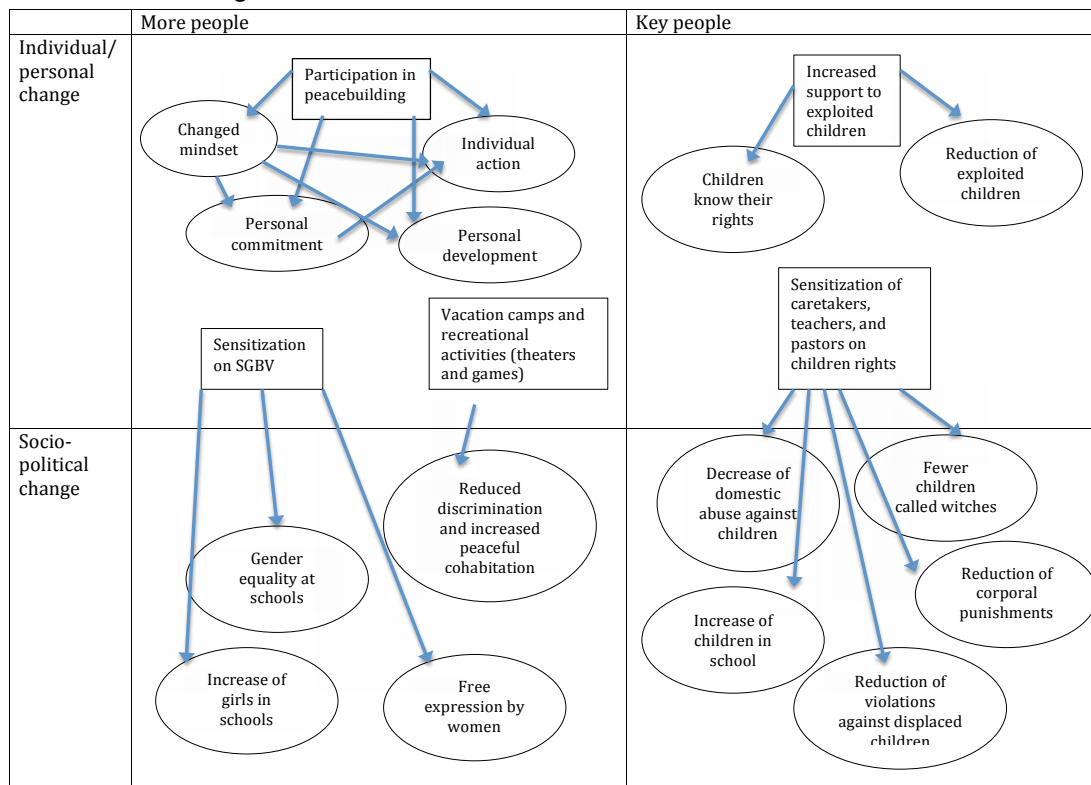 More people
Key people
Individual/
personal
change
Participation in
peacebuilding
Changed
mindset
Individual
action
Personal
commitment
Personal
development
Increased
support to
exploited
children
Children
know their
rights
Reduction of
exploited
children
Sensitization
on SGBV
Vacation camps and
recreational
activities (theaters
and games)
Sensitization of
caretakers,
teachers, and
pastors on
children rights
Socio-
political
change
Reduced
discrimination
and increased
peaceful
cohabitation
Gender
equality at
schools
Increase of
girls in
schools
Free
expression by
women
Decrease of
domestic
abuse against
children
Fewer
children
called witches
Reduction of
corporal
punishments
Increase of
children in
school
Reduction of
violations
against displaced
children